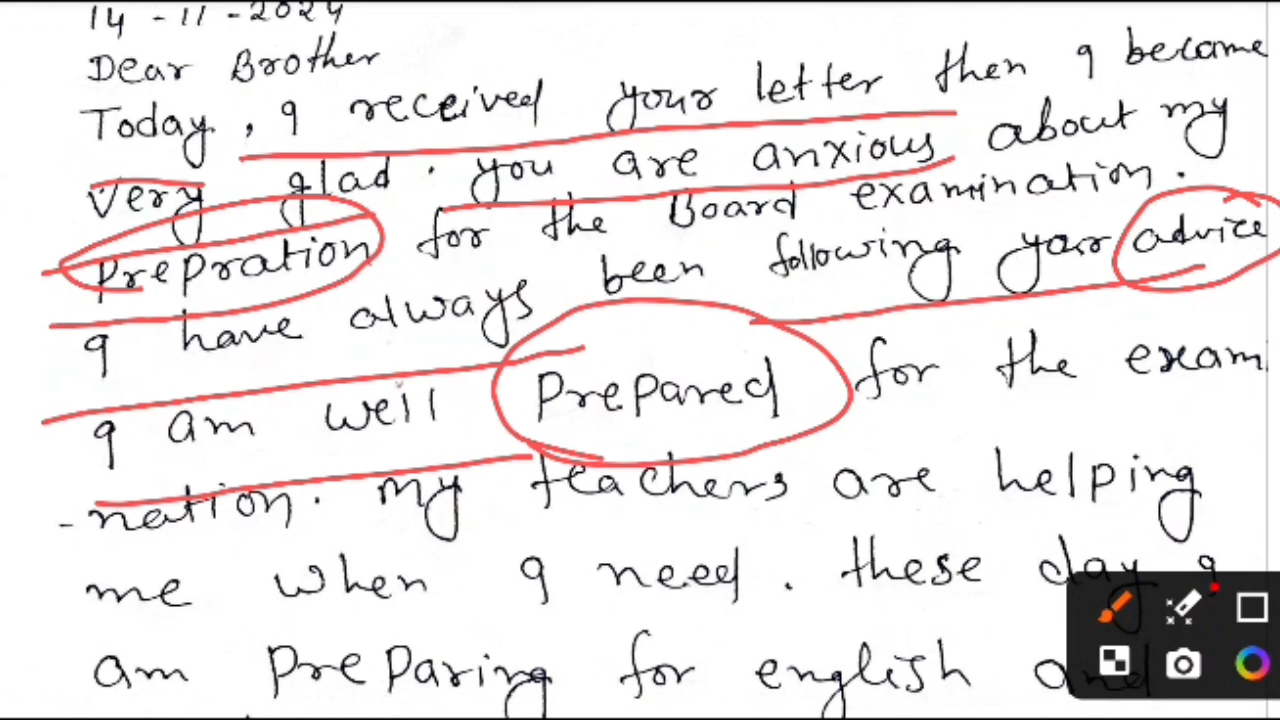 14-11-2024
Dear Brother
Today, I received your letter then I became
very glad. you are anxious about my
prepration for the Board examination.
I have always been following your advice
I am well prepared for the exam
-nation. my teachers are helping
me when I need. these day I
am preparing for english and